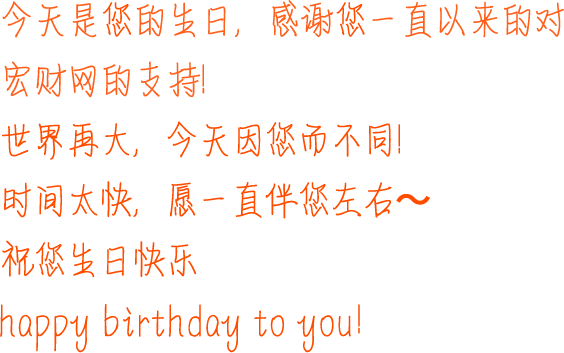 今天是您的生日，感谢您一直以来的对
宏财网的支持!
世界再大，今天因您而不同!
时间太快，愿一直伴您左右～
祝您生日快乐
happy birthday to you!